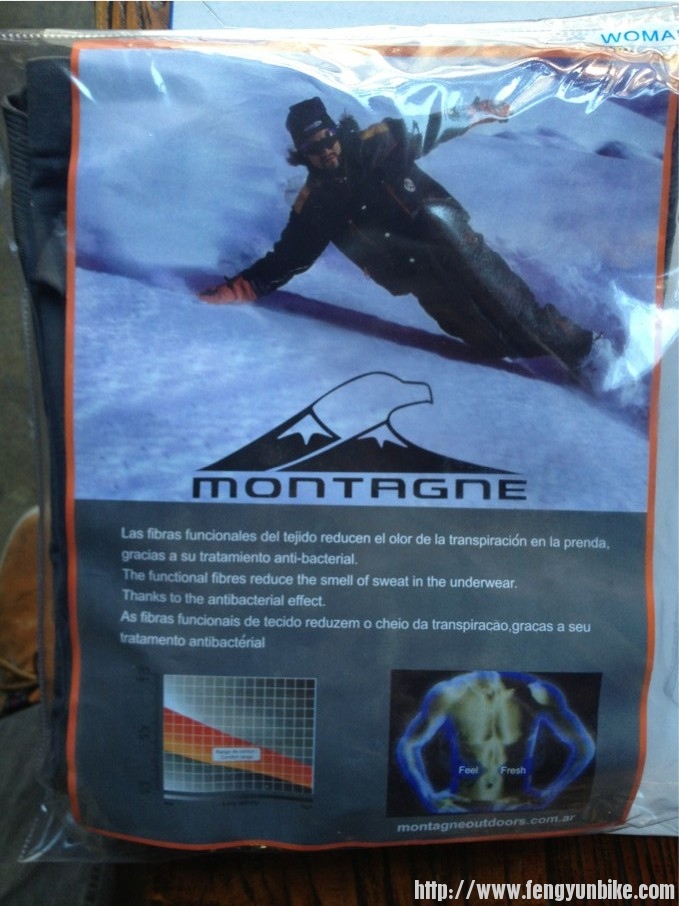 WOMA
MONTAGNE
Las fibras funcionales del tejido reducen el olor de la transpiración en la prenda,
gracias a su tratamiento anti-bacterial.
The functional fibres reduce the smell of sweat in the underwear.
Thanks to the antibacterial effect.
As fibras funcionais de tecido reduzem o cheio da transpiracão,gracas a seu
tratamento antibactérial
Feel Fresh
montagneoutdoors.com.ar
http://www.fengyunbike.com